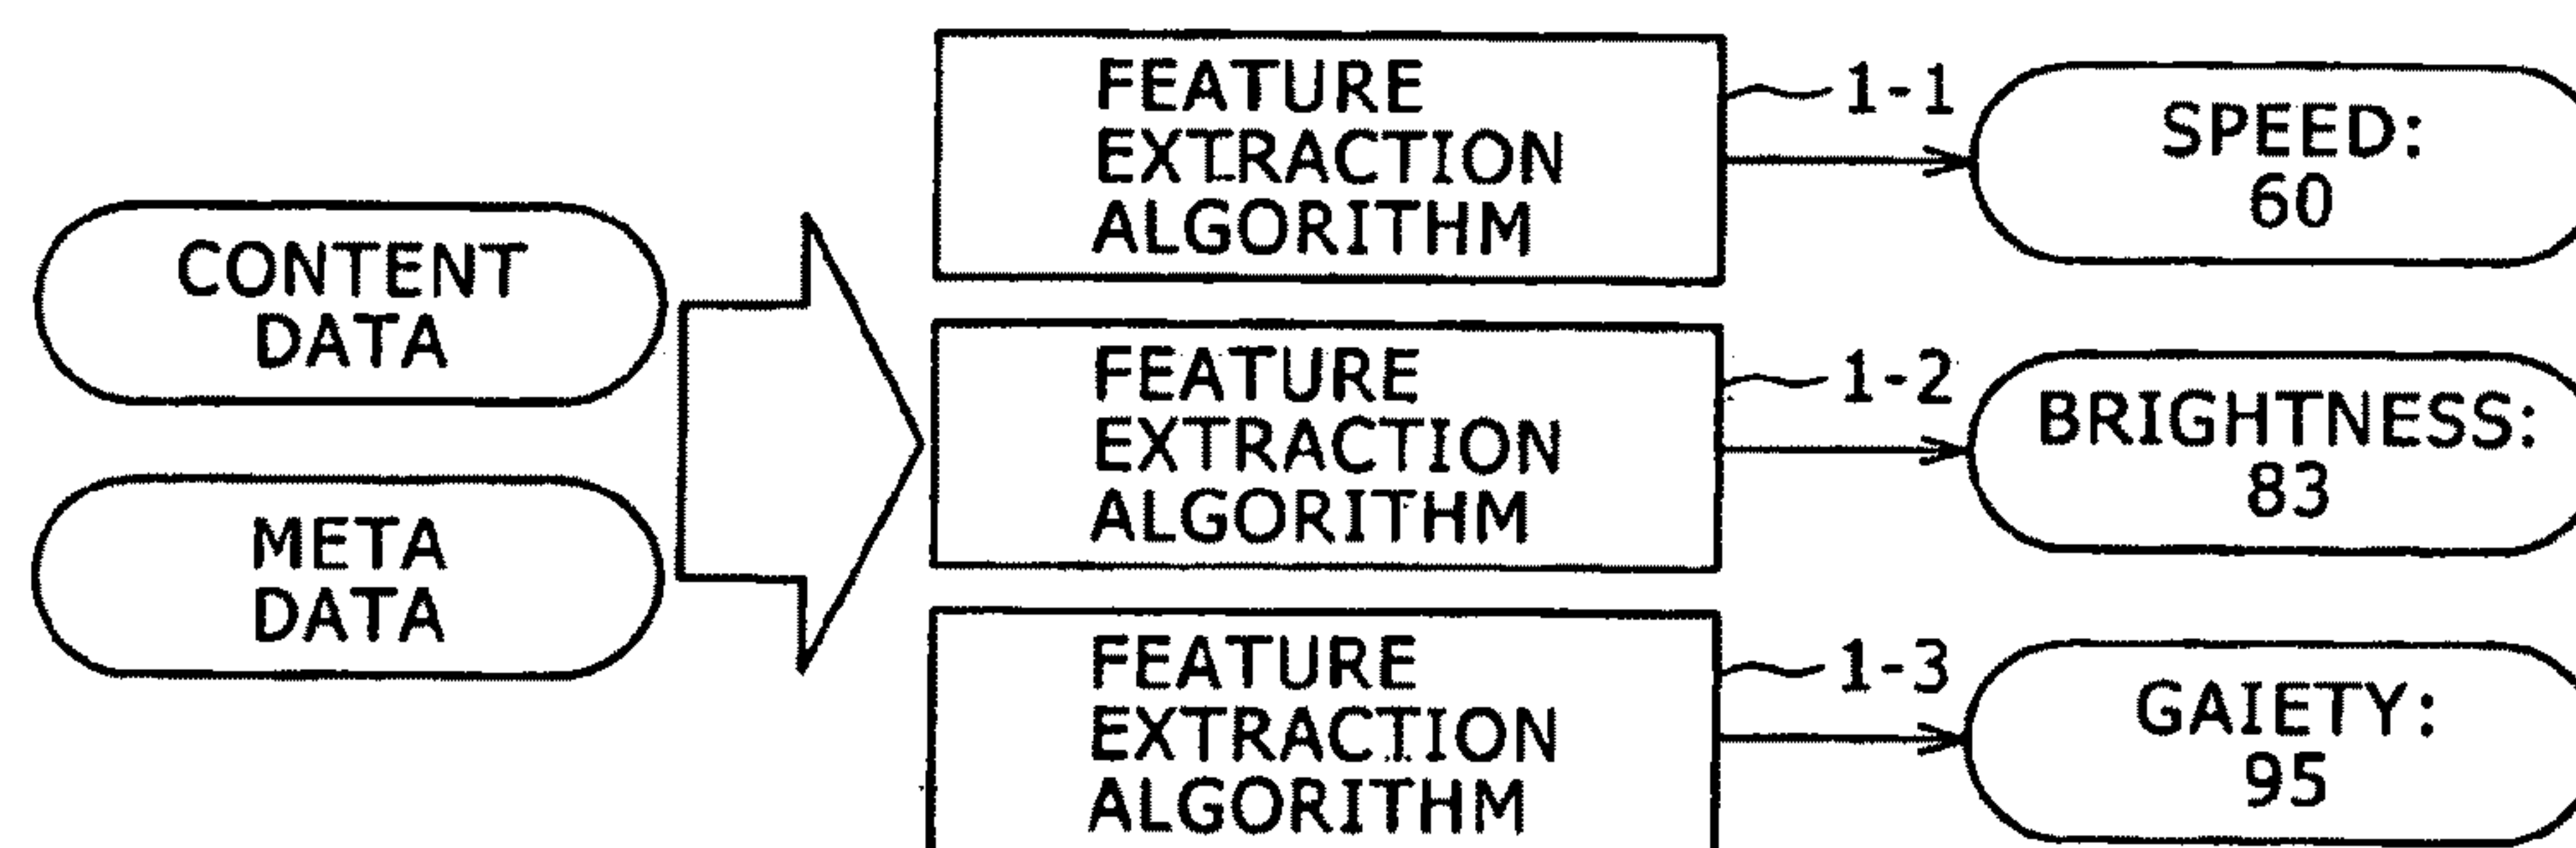 CONTENT
DATA
META
DATA
FEATURE
EXTRACTION
ALGORITHM
1-1
SPEED:
60
FEATURE
EXTRACTION
ALGORITHM
1-2
BRIGHTNESS:
83
FEATURE
EXTRACTION
ALGORITHM
1-3
GAIETY:
95